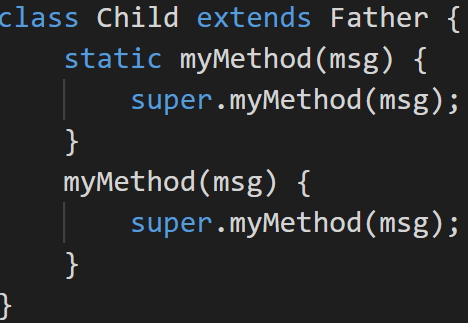 class Child extends Father {
    static myMethod(msg) {
        super.myMethod(msg);
    }
    myMethod(msg) {
        super.myMethod(msg);
    }
}